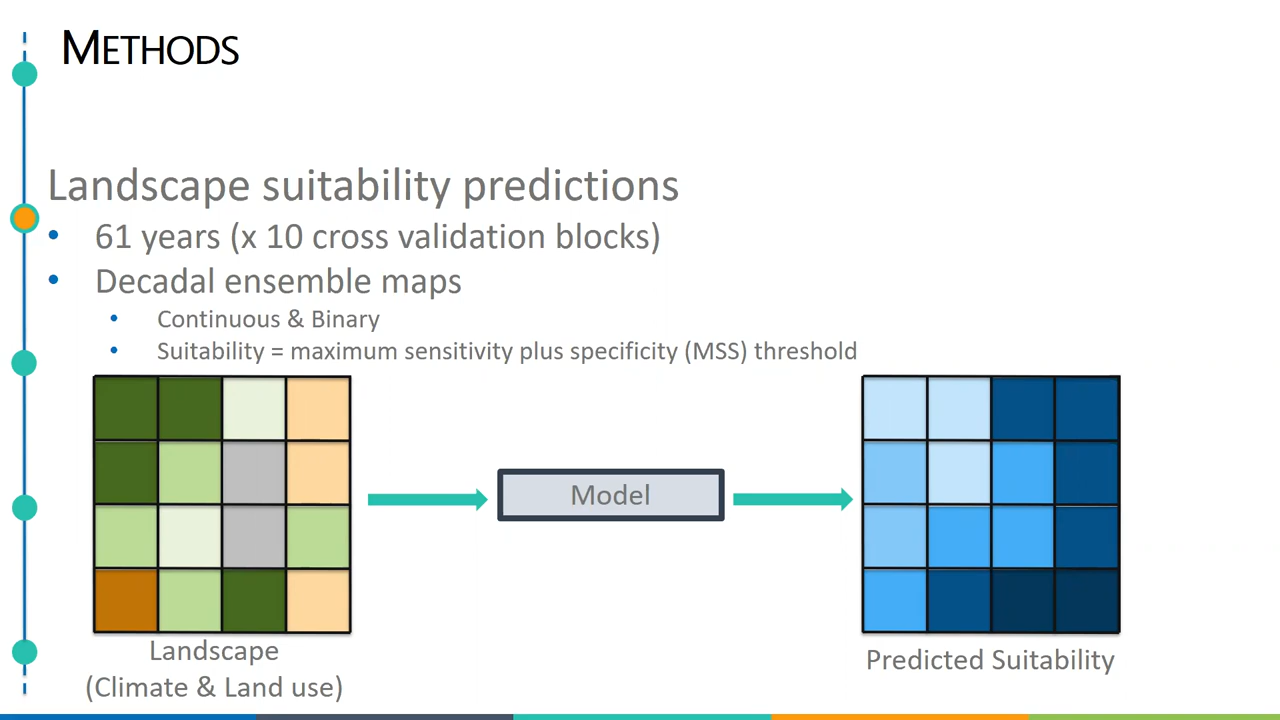 METHODS
Landscape suitability predictions
• 61 years (x 10 cross validation blocks)
• Decadal ensemble maps
• Continuous & Binary
• Suitability = maximum sensitivity plus specificity (MSS) threshold
Model
Landscape
(Climate & Land use)
Predicted Suitability